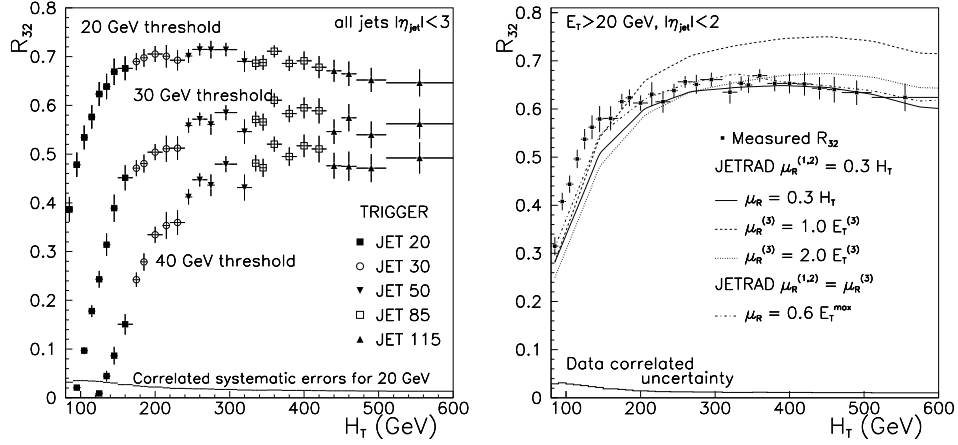 R32
0.8
0.7
0.6
0.5
0.4
0.3
0.2
0.1
0
20 GeV threshold
all jets |ηjet|<3
30 GeV threshold
40 GeV threshold
TRIGGER
JET 20
JET 30
JET 50
JET 85
JET 115
Correlated systematic errors for 20 GeV
100 200 300 400 500 600
HT (GeV)
R32
0.8
0.7
0.6
0.5
0.4
0.3
0.2
0.1
0
ET>20 GeV, |ηjet|<2
Measured R32
JETRAD μR(1,2) = 0.3 HT
μR = 0.3 HT
μR(3) = 1.0 ET(3)
μR(3) = 2.0 ET(3)
JETRAD μR(1,2) = μR(3)
μR = 0.6 ETmax
Data correlated
uncertainty
100 200 300 400 500 600
HT (GeV)